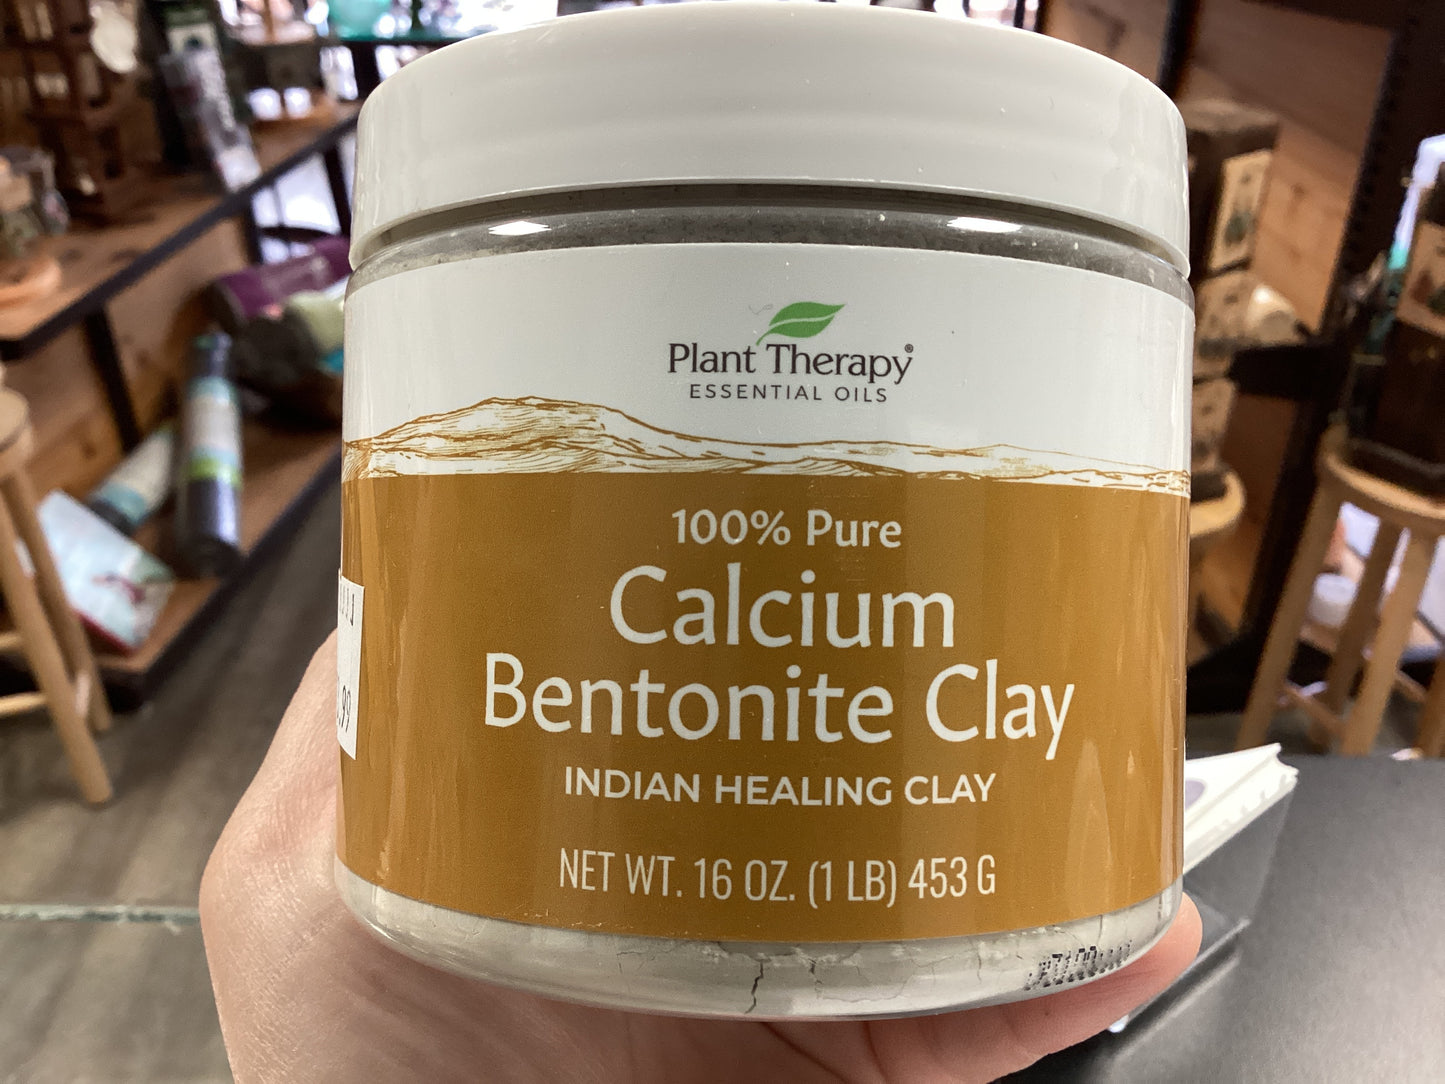 Plant Therapy®
ESSENTIAL OILS
100% Pure
Calcium
Bentonite Clay
INDIAN HEALING CLAY
NET WT. 16 OZ. (1 LB) 453 G
.99